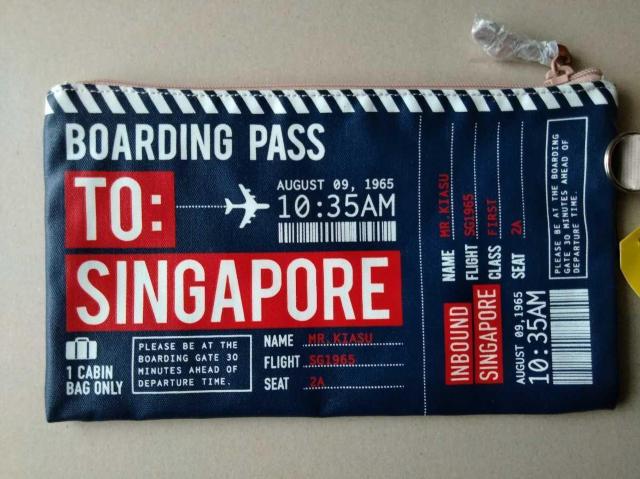 BOARDING PASS
TO:
AUGUST 09, 1965
10:35AM
SINGAPORE
1 CABIN
BAG ONLY
PLEASE BE AT THE
BOARDING GATE 30
MINUTES AHEAD OF
DEPARTURE TIME.
NAME MR.KIASU
FLIGHT SG1965
SEAT 2A
NAME MR.KIASU
FLIGHT SG1965
CLASS FIRST
SEAT 2A
PLEASE BE AT THE BOARDING
GATE 30 MINUTES AHEAD OF
DEPARTURE TIME.
INBOUND
SINGAPORE
AUGUST 09,1965
10:35AM